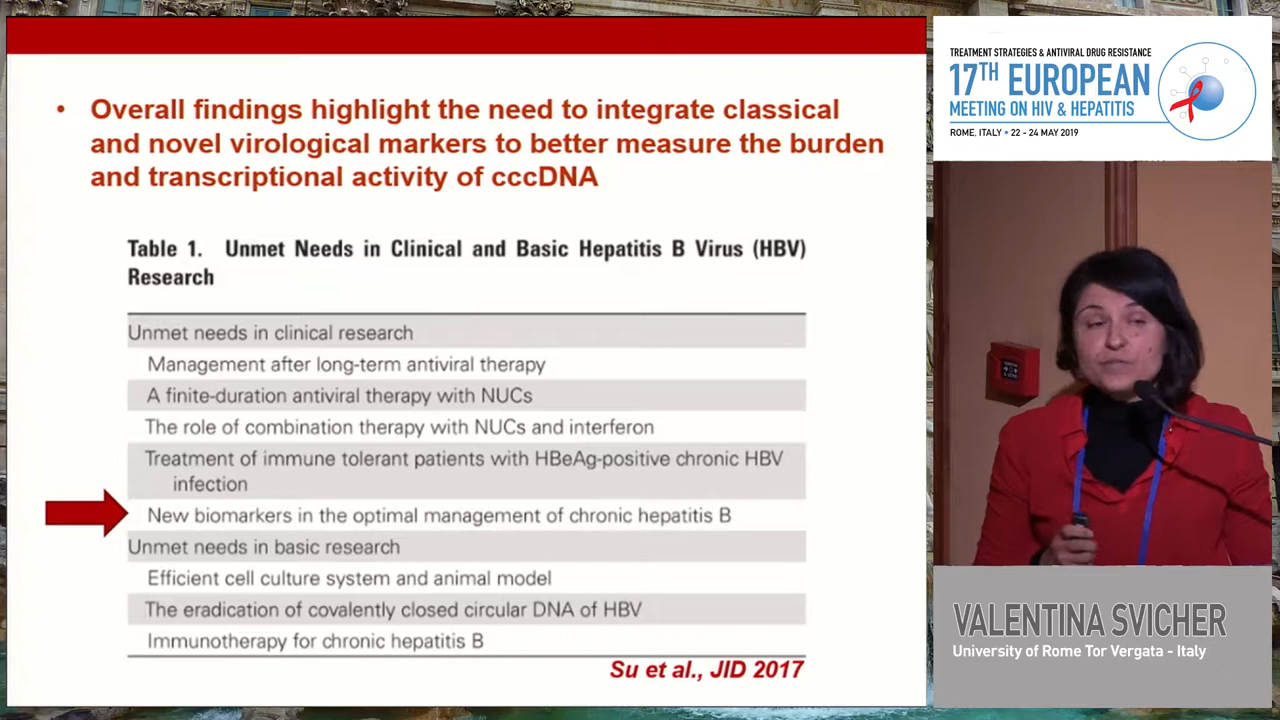 • Overall findings highlight the need to integrate classical
and novel virological markers to better measure the burden
and transcriptional activity of cccDNA
Table 1. Unmet Needs in Clinical and Basic Hepatitis B Virus (HBV)
Research
Unmet needs in clinical research
Management after long-term antiviral therapy
A finite-duration antiviral therapy with NUCs
The role of combination therapy with NUCs and interferon
Treatment of immune tolerant patients with HBeAg-positive chronic HBV
infection
New biomarkers in the optimal management of chronic hepatitis B
Unmet needs in basic research
Efficient cell culture system and animal model
The eradication of covalently closed circular DNA of HBV
Immunotherapy for chronic hepatitis B
Su et al., JID 2017
TREATMENT STRATEGIES & ANTIVIRAL DRUG RESISTANCE
17TH EUROPEAN
MEETING ON HIV & HEPATITIS
ROME, ITALY • 22 - 24 MAY 2019
VALENTINA SVICHER
University of Rome Tor Vergata - Italy